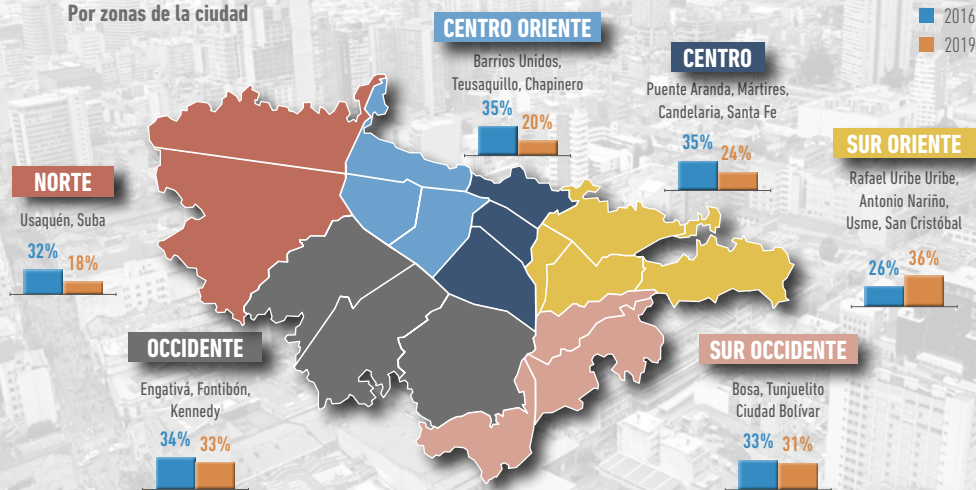 Por zonas de la ciudad
2016
2019
CENTRO ORIENTE
Barrios Unidos,
Teusaquillo, Chapinero
35% 20%
CENTRO
Puente Aranda, Mártires,
Candelaria, Santa Fe
35% 24%
SUR ORIENTE
Rafael Uribe Uribe,
Antonio Nariño,
Usme, San Cristóbal
26% 36%
NORTE
Usaquén, Suba
32% 18%
OCCIDENTE
Engativá, Fontibón,
Kennedy
34% 33%
SUR OCCIDENTE
Bosa, Tunjuelito
Ciudad Bolívar
33% 31%